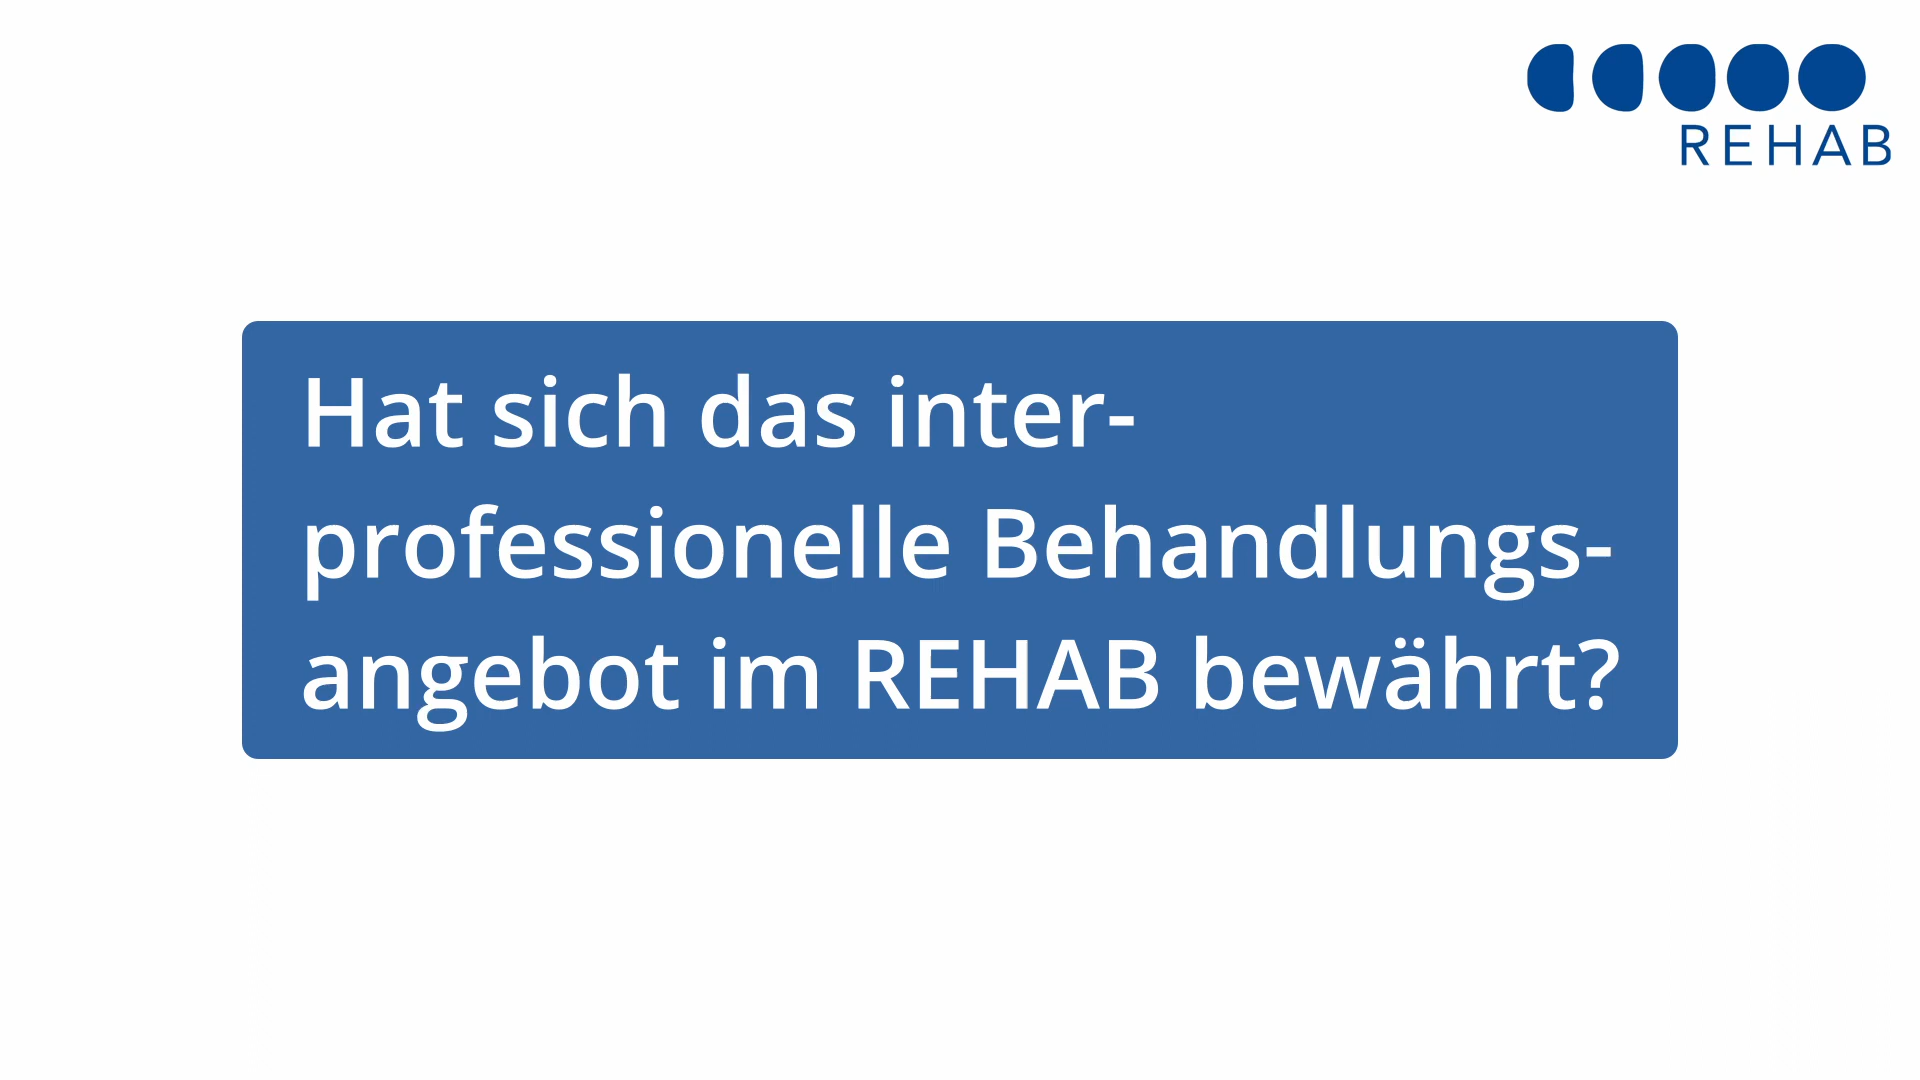 REHAB
Hat sich das inter-
professionelle Behandlungs-
angebot im REHAB bewährt?